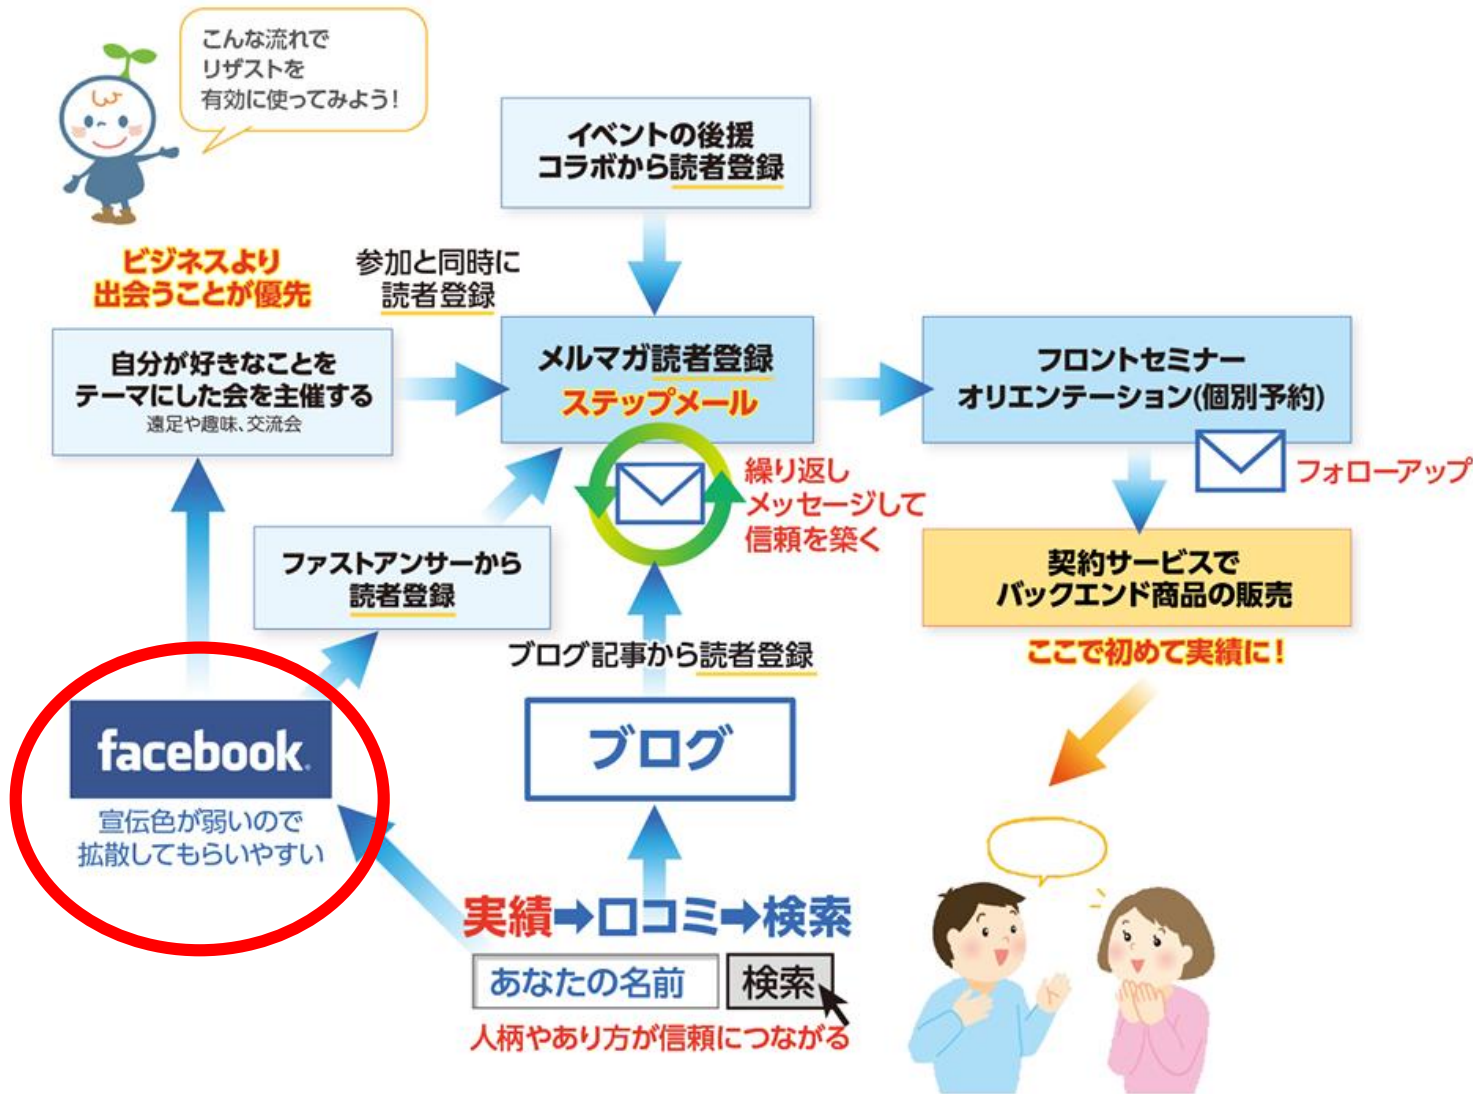 こんな流れで
リザストを
有効に使ってみよう!
イベントの後援
コラボから読者登録
ビジネスより
出会うことが優先
参加と同時に
読者登録
自分が好きなことを
テーマにした会を主催する
遠足や趣味、交流会
メルマガ読者登録
ステップメール
フロントセミナー
オリエンテーション(個別予約)
フォローアップ
繰り返し
メッセージして
信頼を築く
ファストアンサーから
読者登録
契約サービスで
バックエンド商品の販売
ここで初めて実績に!
ブログ記事から読者登録
facebook.
宣伝色が弱いので
拡散してもらいやすい
ブログ
実績➡口コミ➡検索
あなたの名前 検索
人柄やあり方が信頼につながる